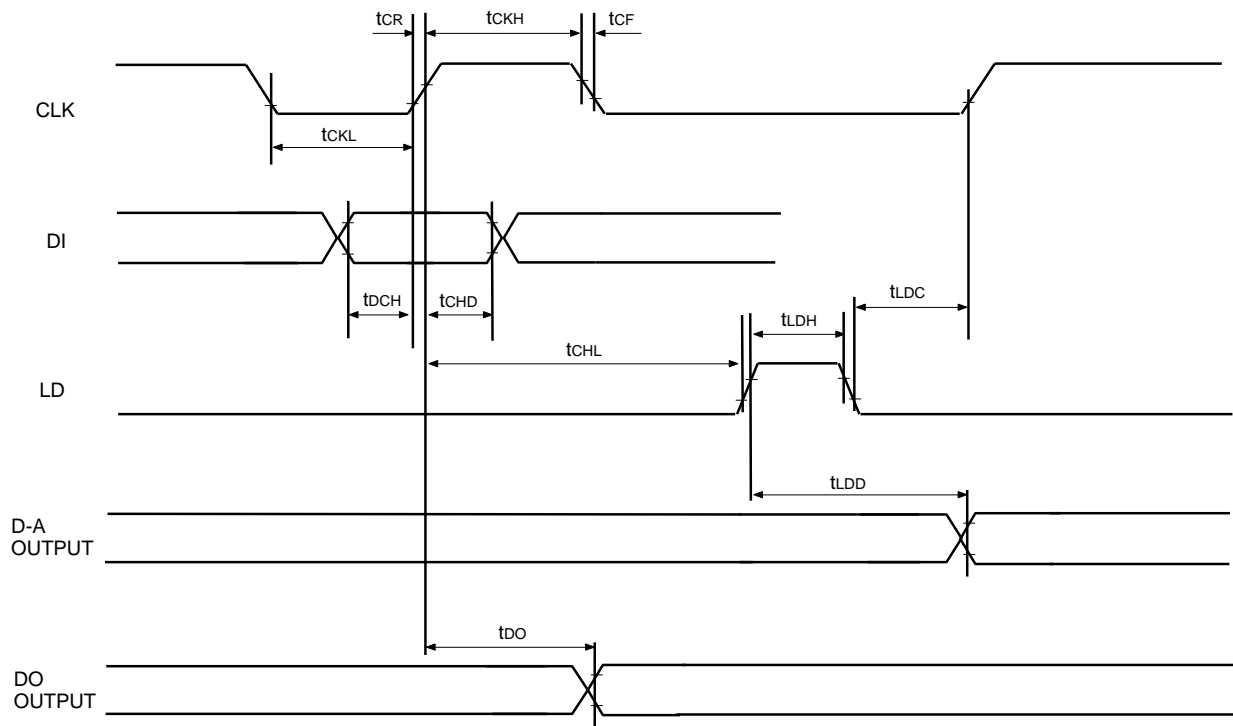 tCR
tCKH
tCF
CLK
tCKL
DI
tDCH
tCHD
tLDC
tLDH
tCHL
LD
tLDD
D-A
OUTPUT
tDO
DO
OUTPUT